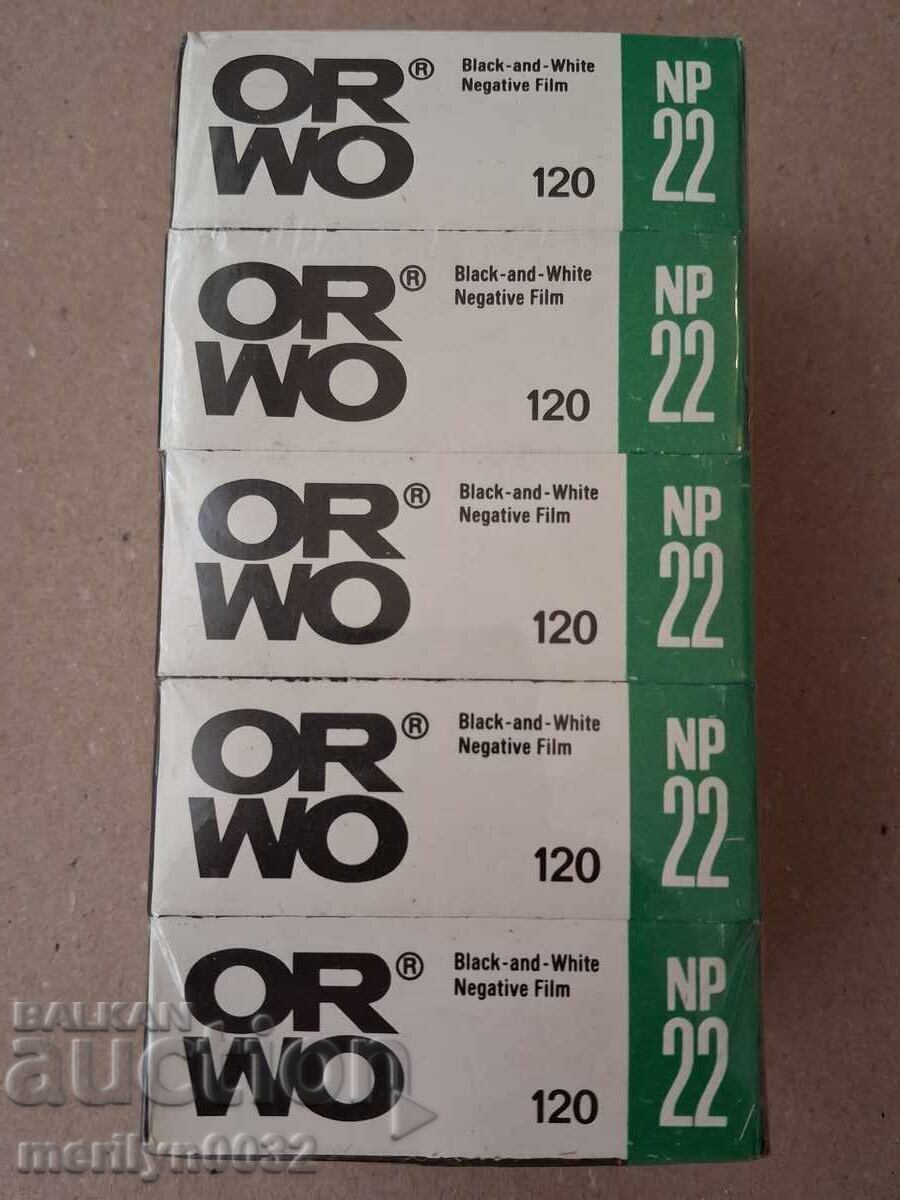 OR® Black-and-White NP
Negative Film
WO 120 22
OR® Black-and-White NP
Negative Film
WO 120 22
OR® Black-and-White NP
Negative Film
WO 120 22
OR® Black-and-White NP
Negative Film
WO 120 22
OR® Black-and-White NP
Negative Film
WO 120 22
BALKAN
auction
merilyn0032